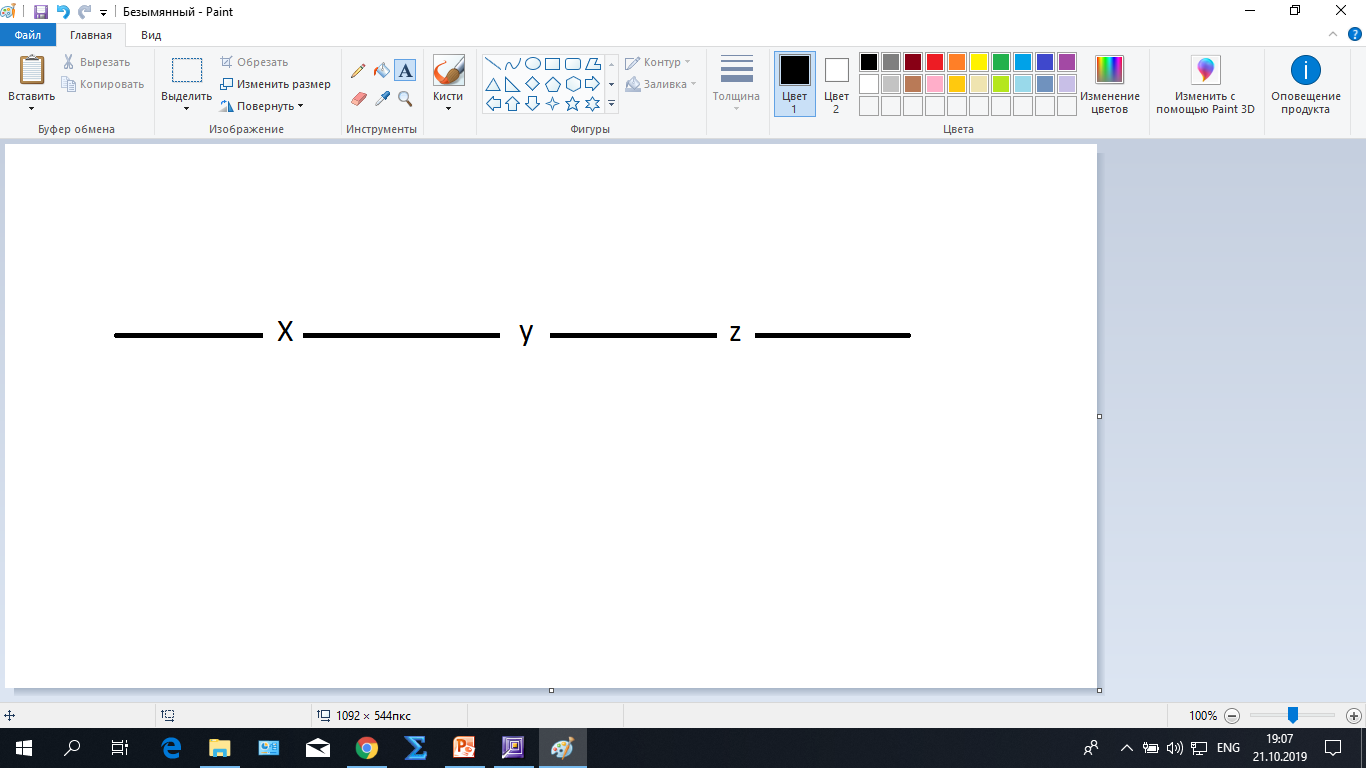 Безымянный - Paint
Файл Главная Вид
Вставить
Вырезать
Копировать
Буфер обмена
Выделить
Обрезать
Изменить размер
Повернуть
Изображение
A
Инструменты
Кисти
Фигуры
Контур
Заливка
Толщина
Цвет 1
Цвет 2
Цвета
Изменение цветов
Изменить с помощью Paint 3D
Оповещение продукта
X y z
1092 × 544пкс
100%
ENG
19:07
21.10.2019